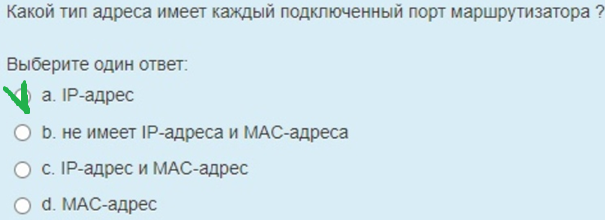 Какой тип адреса имеет каждый подключенный порт маршрутизатора ?
Выберите один ответ:
a. IP-адрес
b. не имеет IP-адреса и MAC-адреса
c. IP-адрес и MAC-адрес
d. MAC-адрес